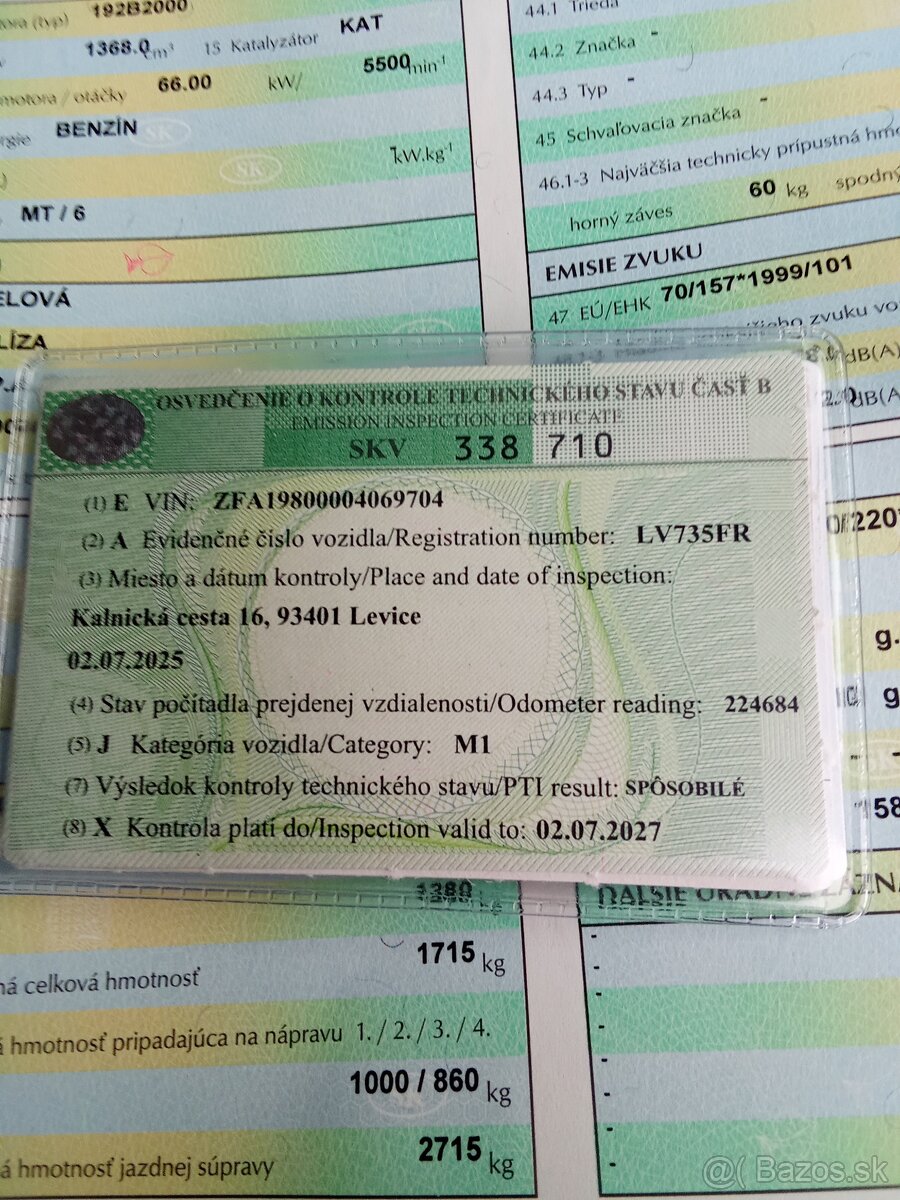 192B2000
1368.0 cm³ 15 Katalyzátor KAT
motora / otáčky 66.00 kW/ 5500 min⁻¹
BENZÍN
kW.kg⁻¹
MT / 6
44.1 Trieda
44.2 Značka -
44.3 Typ -
45 Schvaľovacia značka -
46.1-3 Najväčšia technicky prípustná
horný záves 60 kg spodný
EMISIE ZVUKU
47 EÚ/EHK 70/157*1999/101
zvuku
dB(A)
dB(A
OSVEDČENIE O KONTROLE TECHNICKÉHO STAVU ČASŤ B
EMISSION INSPECTION CERTIFICATE
SKV 338 710
(1) E VIN: ZFA19800004069704
(2) A Evidenčné číslo vozidla/Registration number: LV735FR
(3) Miesto a dátum kontroly/Place and date of inspection:
Kalnická cesta 16, 93401 Levice
02.07.2025
(4) Stav počítadla prejdenej vzdialenosti/Odometer reading: 224684
(5) J Kategória vozidla/Category: M1
(7) Výsledok kontroly technického stavu/PTI result: SPÔSOBILÉ
(8) X Kontrola platí do/Inspection valid to: 02.07.2027
1715 kg
celková hmotnosť
hmotnosť pripadajúca na nápravu 1. / 2. / 3. / 4.
1000 / 860 kg
2715 kg
hmotnosť jazdnej súpravy
@( Bazos.sk